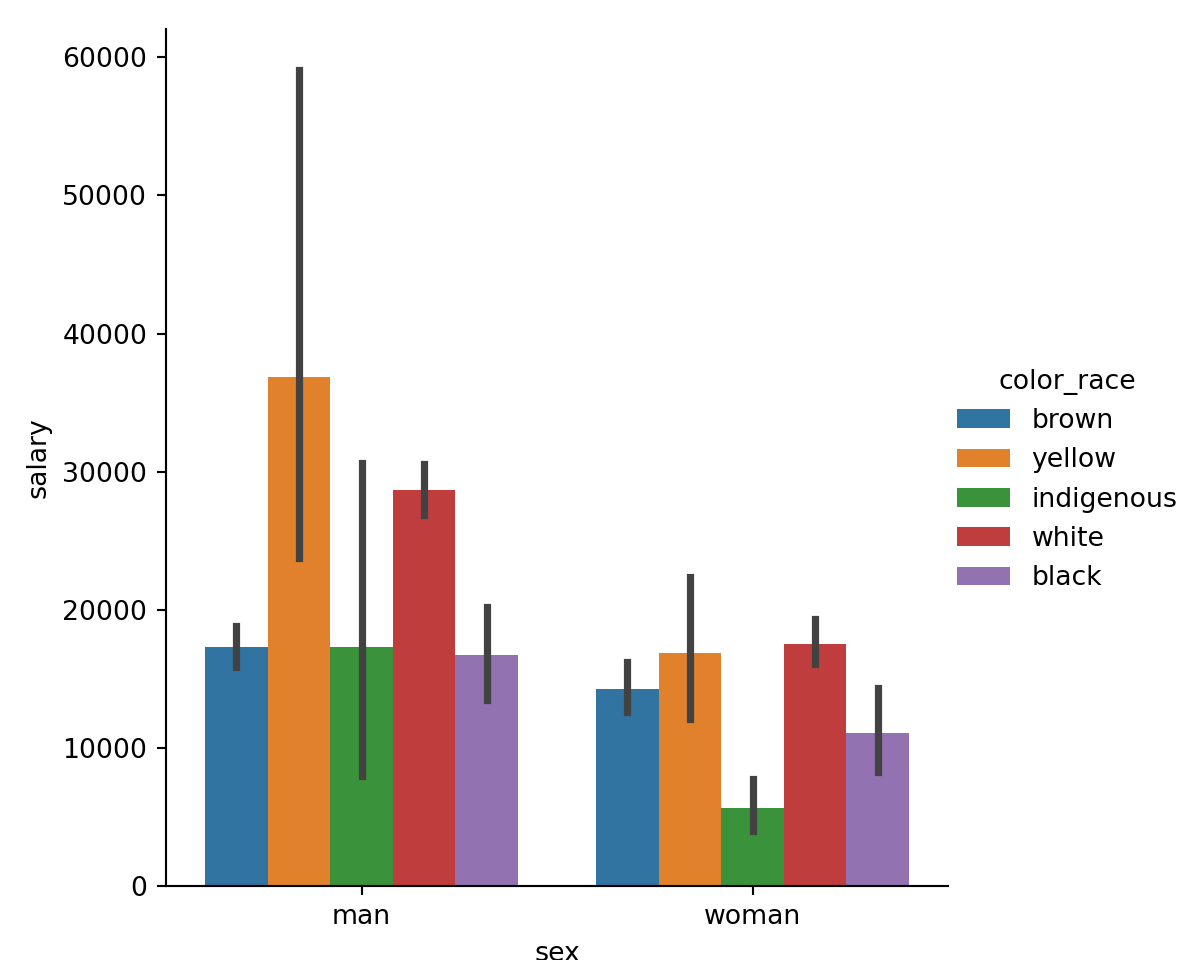 60000
50000
40000
30000
20000
10000
0
salary
man
woman
sex
color_race
brown
yellow
indigenous
white
black